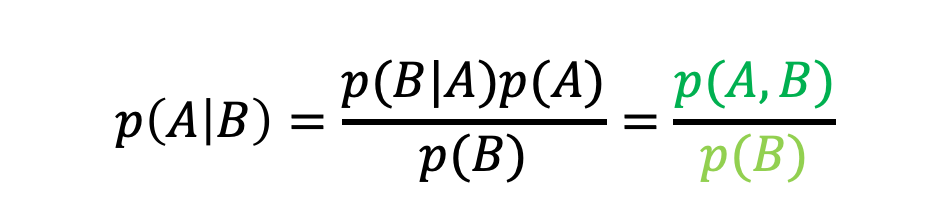 p(A|B) = p(B|A)p(A) / p(B) = p(A, B) / p(B)